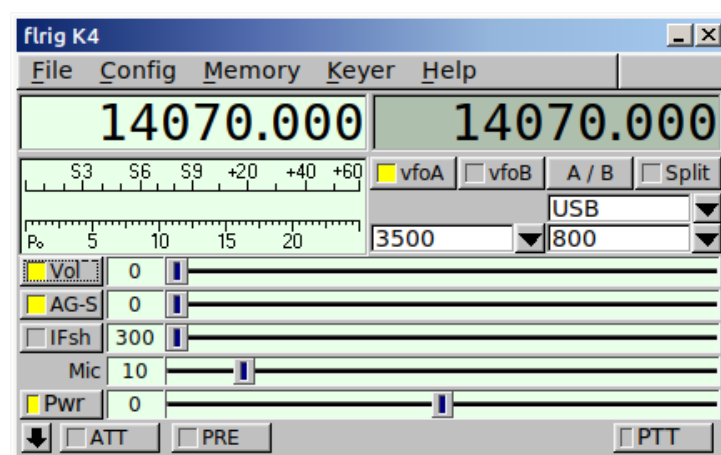 flrig K4
File Config Memory Keyer Help
14070.000 14070.000
S3 S6 S9 +20 +40 +60 vfoA vfoB A / B Split
USB
Po 5 10 15 20 3500 800
Vol 0
AG-S 0
IFsh 300
Mic 10
Pwr 0
ATT PRE PTT